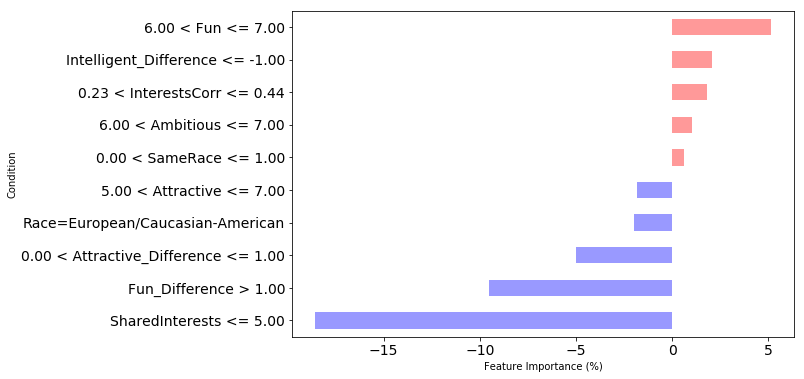 6.00 < Fun <= 7.00
Intelligent_Difference <= -1.00
0.23 < InterestsCorr <= 0.44
6.00 < Ambitious <= 7.00
0.00 < SameRace <= 1.00
5.00 < Attractive <= 7.00
Race=European/Caucasian-American
0.00 < Attractive_Difference <= 1.00
Fun_Difference > 1.00
SharedInterests <= 5.00
Condition
−15 −10 −5 0 5
Feature Importance (%)